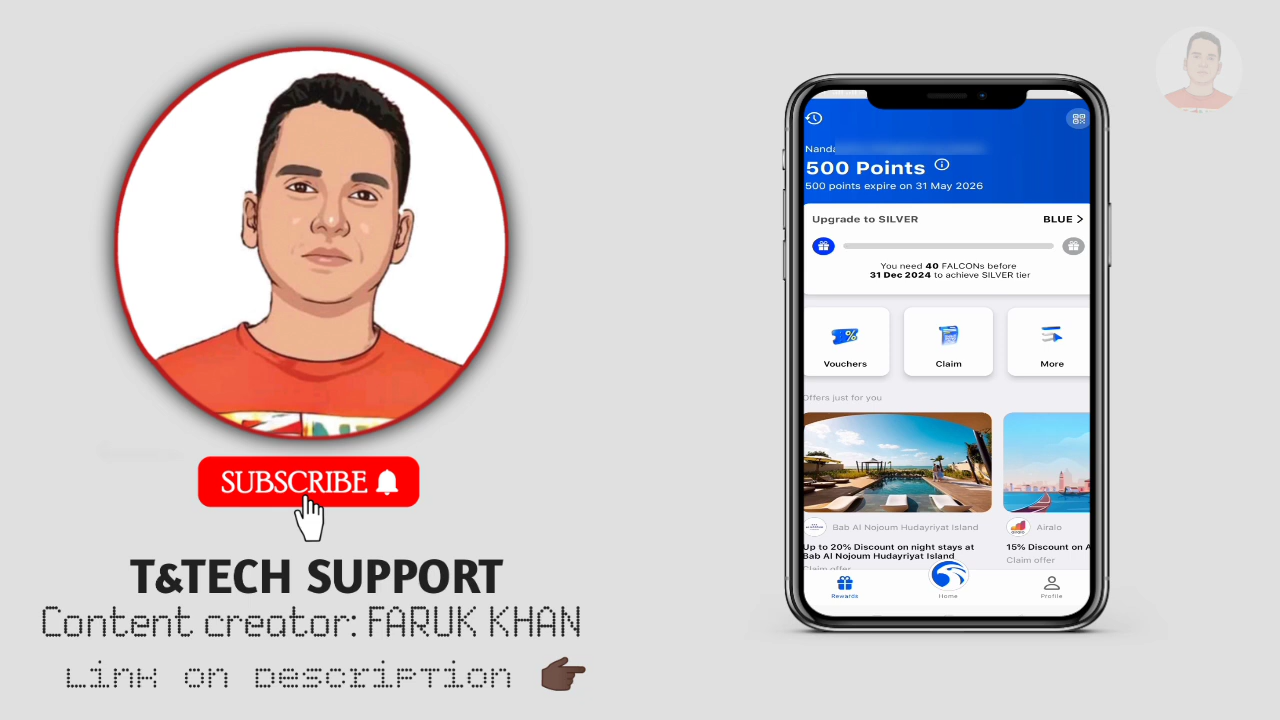 SUBSCRIBE
T&TECH SUPPORT
Content creator: FARUK KHAN
Link on Description
Nanda
500 Points
500 points expire on 31 May 2026
Upgrade to SILVER
BLUE >
You need 40 FALCONs before
31 Dec 2024 to achieve SILVER tier
Vouchers
Claim
More
Offers just for you
Bab Al Nojoum Hudayriyat Island
Airalo
Up to 20% Discount on night stays at
Bab Al Nojoum Hudayriyat Island
15% Discount on A
Claim offer
Claim offer
Rewards
Home
Profile